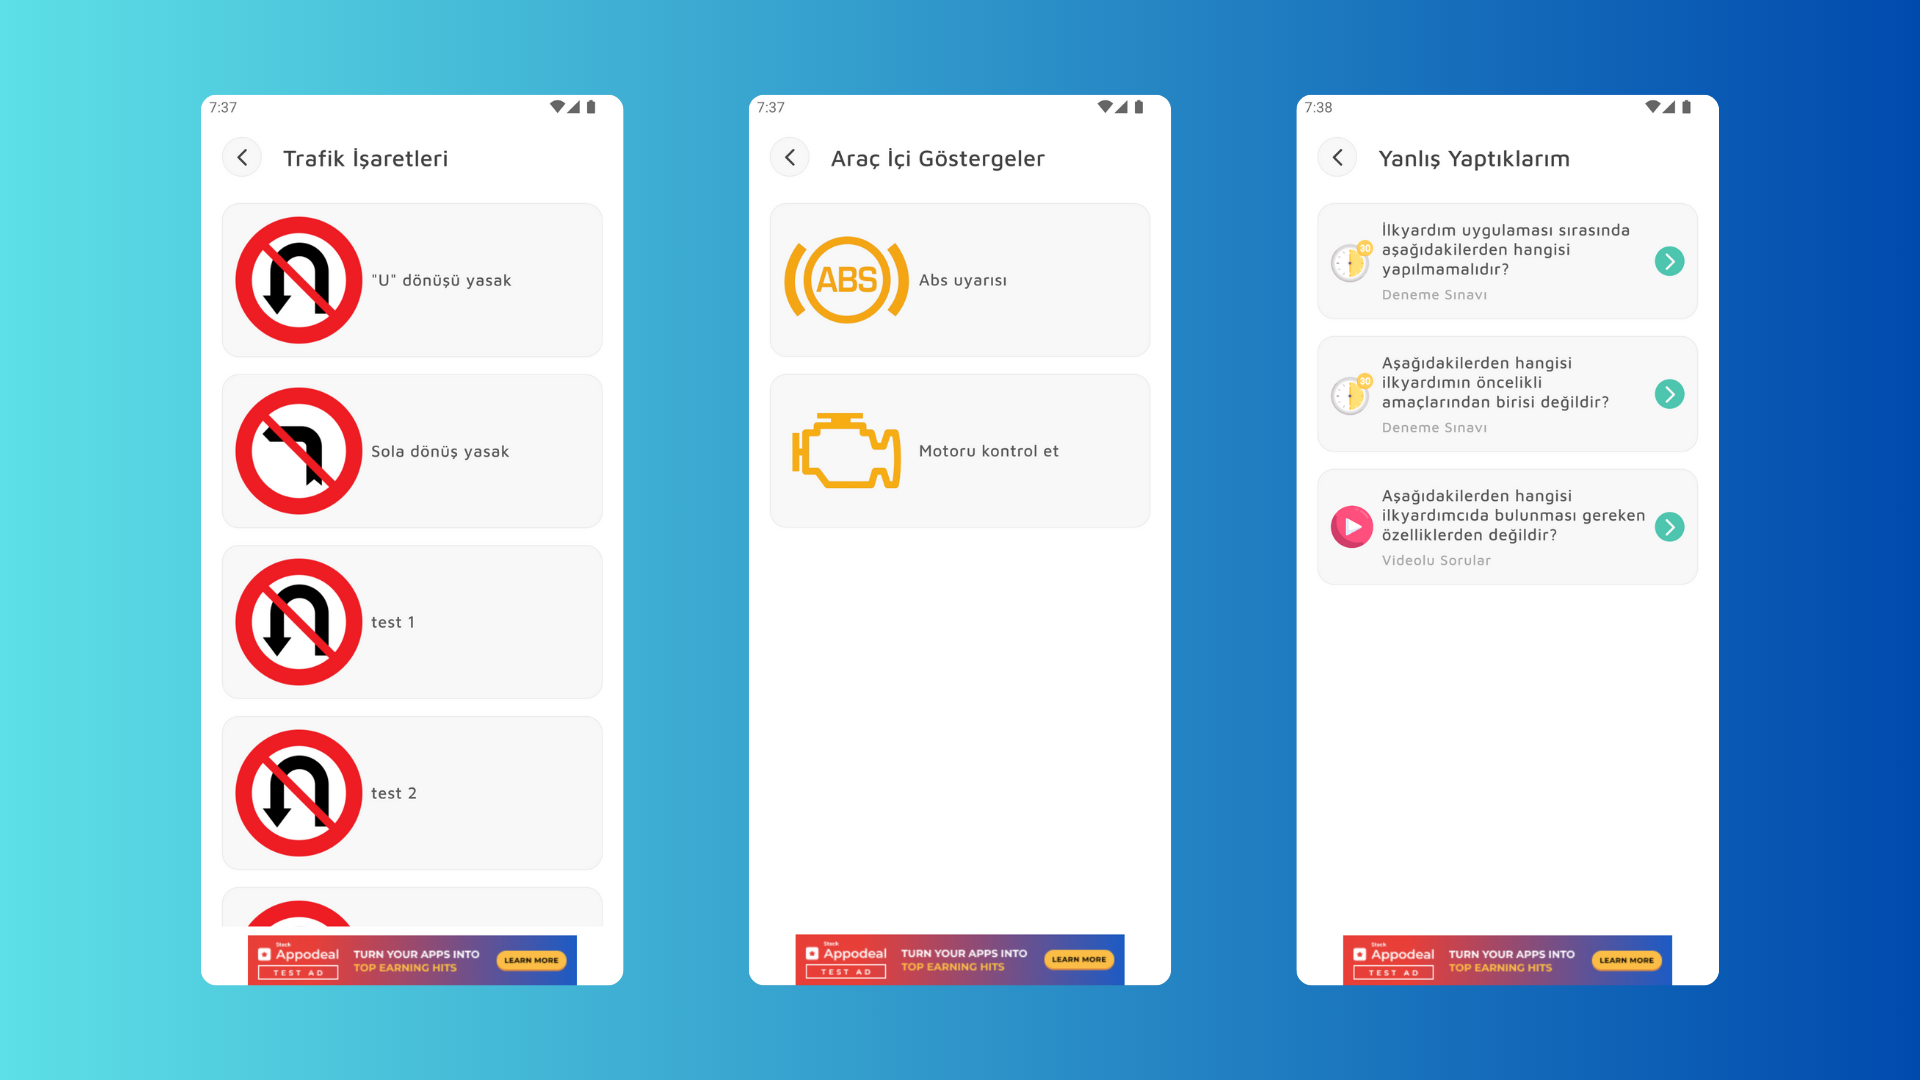 7:37
Trafik İşaretleri
"U" dönüşü yasak
Sola dönüş yasak
test 1
test 2
Stack
Appodeal
TEST AD
TURN YOUR APPS INTO
TOP EARNING HITS
LEARN MORE
7:37
Araç İçi Göstergeler
ABS
Abs uyarısı
Motoru kontrol et
Stack
Appodeal
TEST AD
TURN YOUR APPS INTO
TOP EARNING HITS
LEARN MORE
7:38
Yanlış Yaptıklarım
30
İlkyardım uygulaması sırasında
aşağıdakilerden hangisi
yapılmamalıdır?
Deneme Sınavı
30
Aşağıdakilerden hangisi
ilkyardımın öncelikli
amaçlarından birisi değildir?
Deneme Sınavı
Aşağıdakilerden hangisi
ilkyardımcıda bulunması gereken
özelliklerden değildir?
Videolu Sorular
Stack
Appodeal
TEST AD
TURN YOUR APPS INTO
TOP EARNING HITS
LEARN MORE